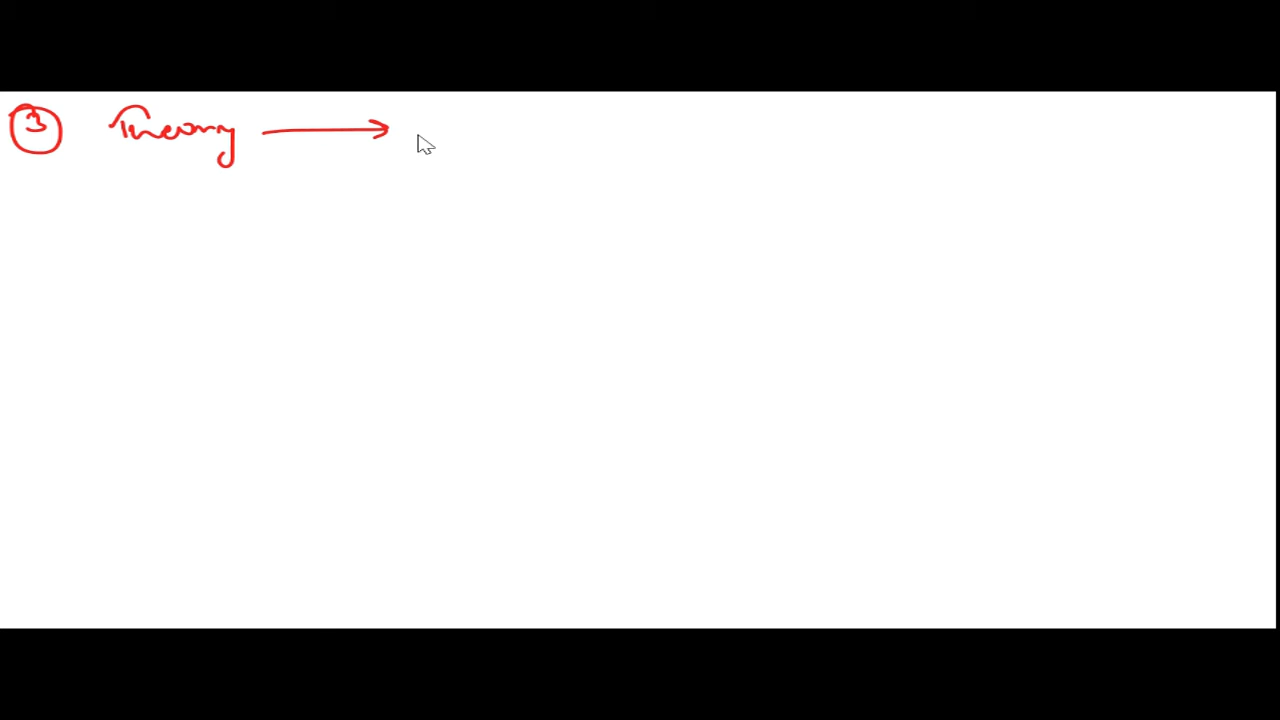 ③ Theory →